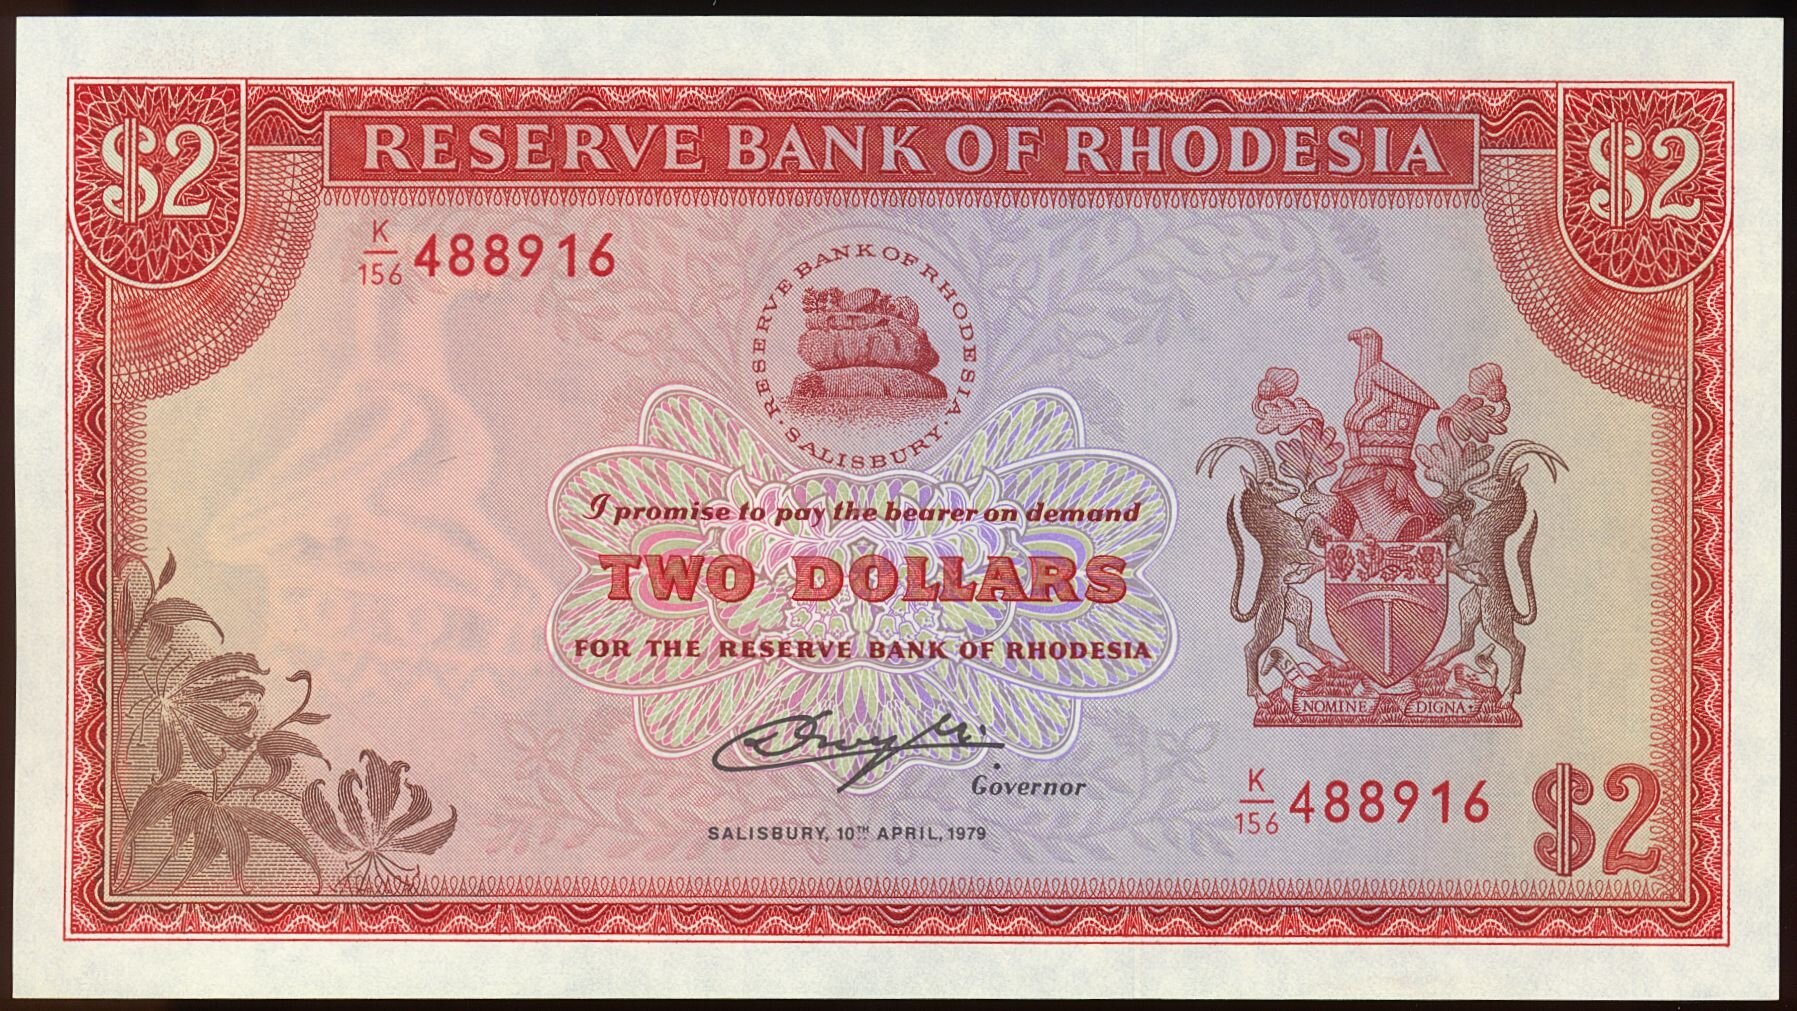 $2
RESERVE BANK OF RHODESIA
$2
K/156 488916
RESERVE BANK OF RHODESIA
· SALISBURY ·
I promise to pay the bearer on demand
TWO DOLLARS
FOR THE RESERVE BANK OF RHODESIA
SIT NOMINE DIGNA
Governor
SALISBURY, 10TH APRIL, 1979
K/156 488916
$2